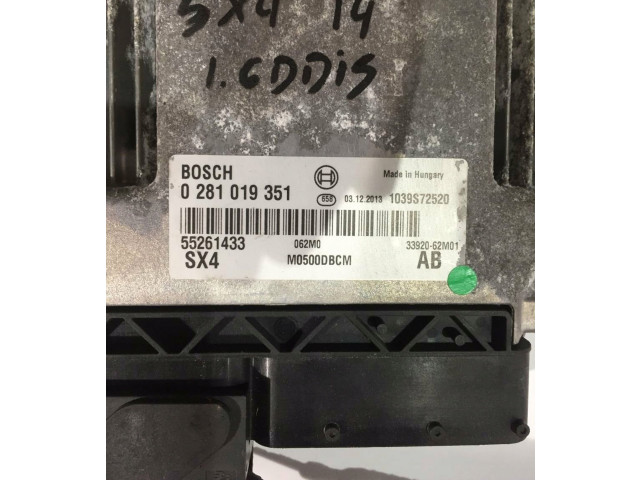 SX4 14
1.6DDiS
BOSCH
Made in Hungary
0 281 019 351
658 03.12.2013 1039S72520
55261433 062M0 33920-62M01
SX4 M0500DBCM AB